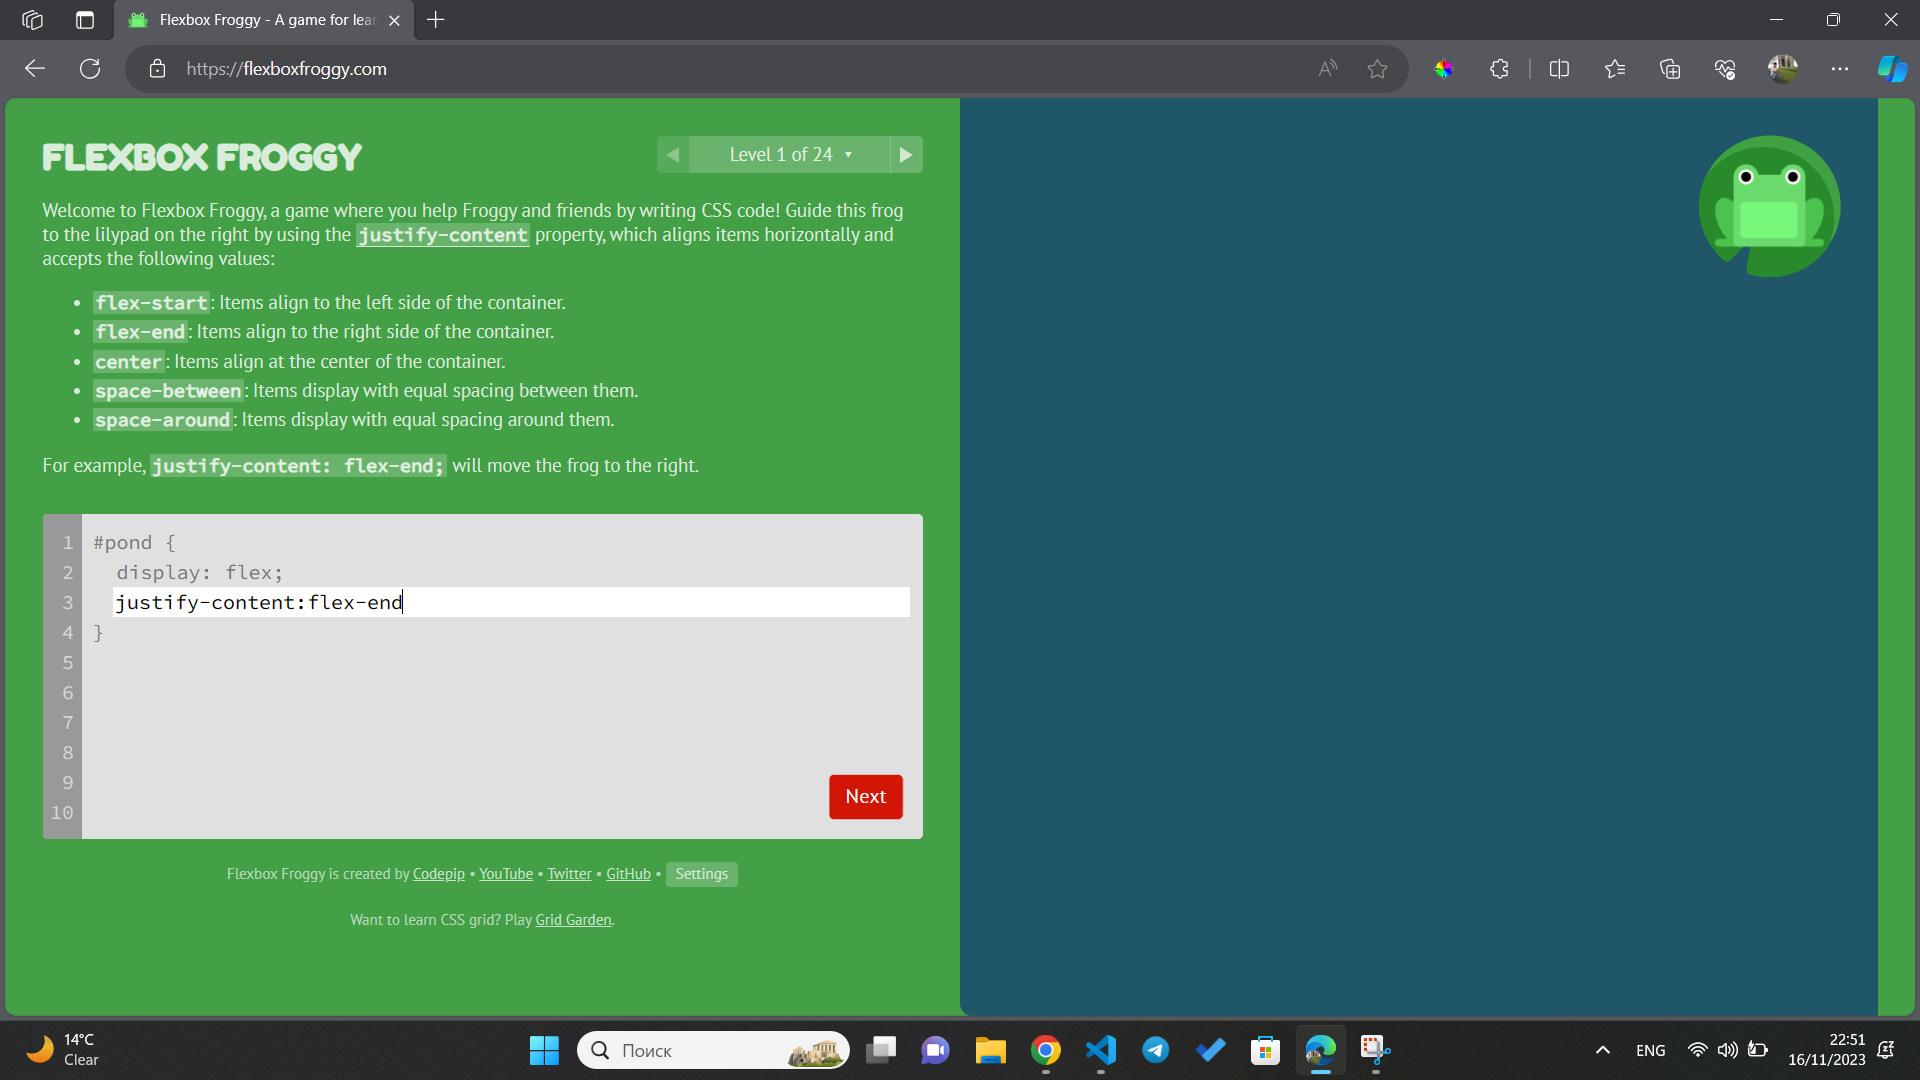 Flexbox Froggy - A game for lear
https://flexboxfroggy.com
FLEXBOX FROGGY
Level 1 of 24
Welcome to Flexbox Froggy, a game where you help Froggy and friends by writing CSS code! Guide this frog
to the lilypad on the right by using the justify-content property, which aligns items horizontally and
accepts the following values:
• flex-start: Items align to the left side of the container.
• flex-end: Items align to the right side of the container.
• center: Items align at the center of the container.
• space-between: Items display with equal spacing between them.
• space-around: Items display with equal spacing around them.
For example, justify-content: flex-end; will move the frog to the right.
1 #pond {
2 display: flex;
3 justify-content:flex-end
4 }
5
6
7
8
9
10
Next
Flexbox Froggy is created by Codepip • YouTube • Twitter • GitHub • Settings
Want to learn CSS grid? Play Grid Garden.
14°C
Clear
Поиск
ENG
22:51
16/11/2023